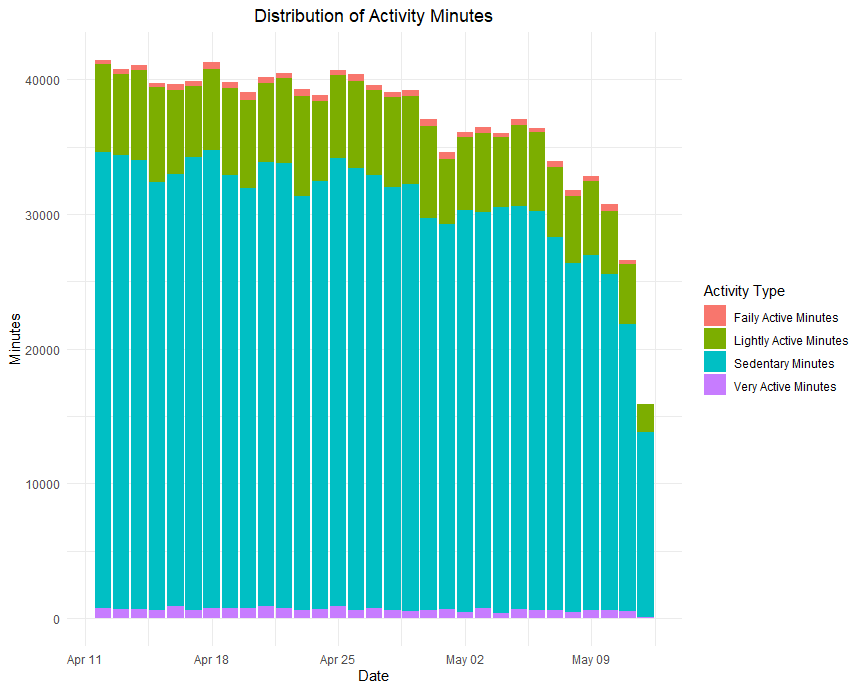 Distribution of Activity Minutes
Minutes
40000
30000
20000
10000
0
Apr 11
Apr 18
Apr 25
May 02
May 09
Date
Activity Type
Faily Active Minutes
Lightly Active Minutes
Sedentary Minutes
Very Active Minutes